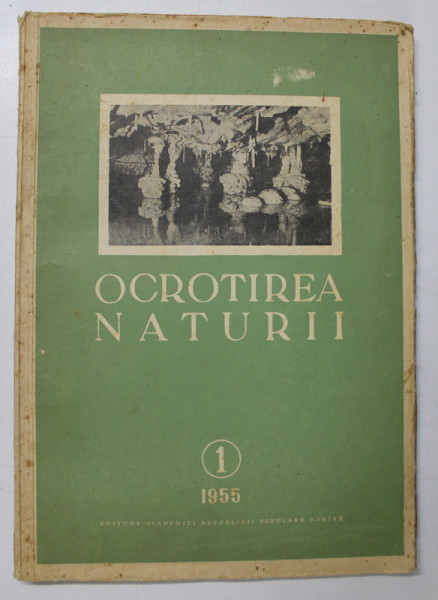 OCROTIREA
NATURII
1
1955
EDITURA ACADEMIEI REPUBLICII POPULARE ROMÎNE